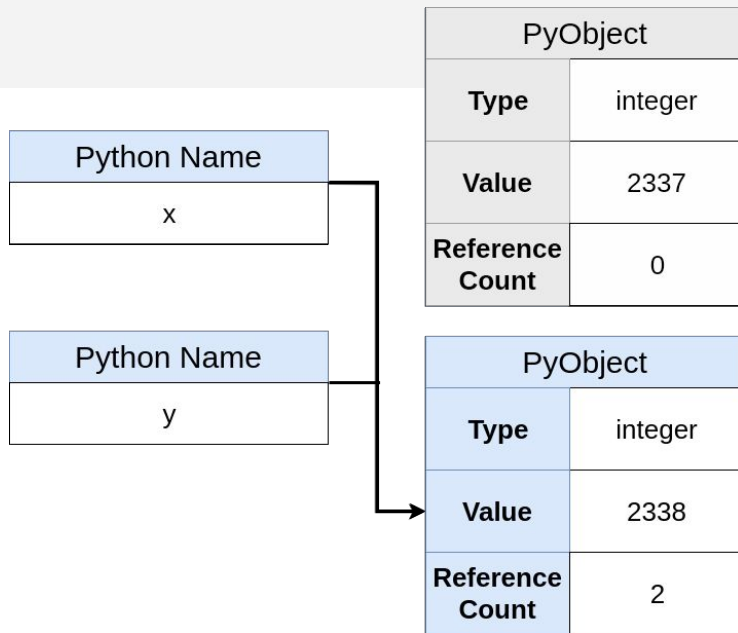 PyObject
Type integer
Value 2337
Reference
Count 0
Python Name
x
Python Name
y
PyObject
Type integer
Value 2338
Reference
Count 2